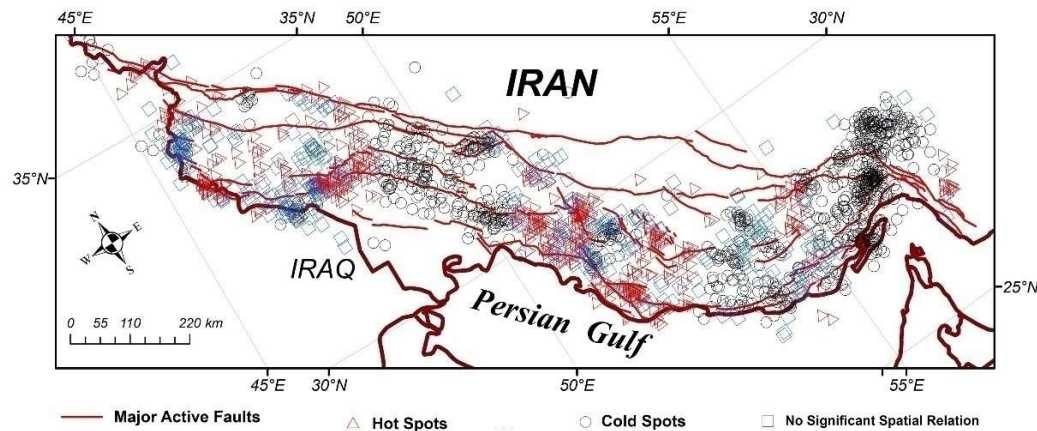 45°E 35°N 50°E 55°E 30°N
IRAN
35°N
N
E
W
S
IRAQ
Persian Gulf
25°N
0 55 110 220 km
45°E 30°N 50°E 55°E
Major Active Faults Hot Spots Cold Spots No Significant Spatial Relation